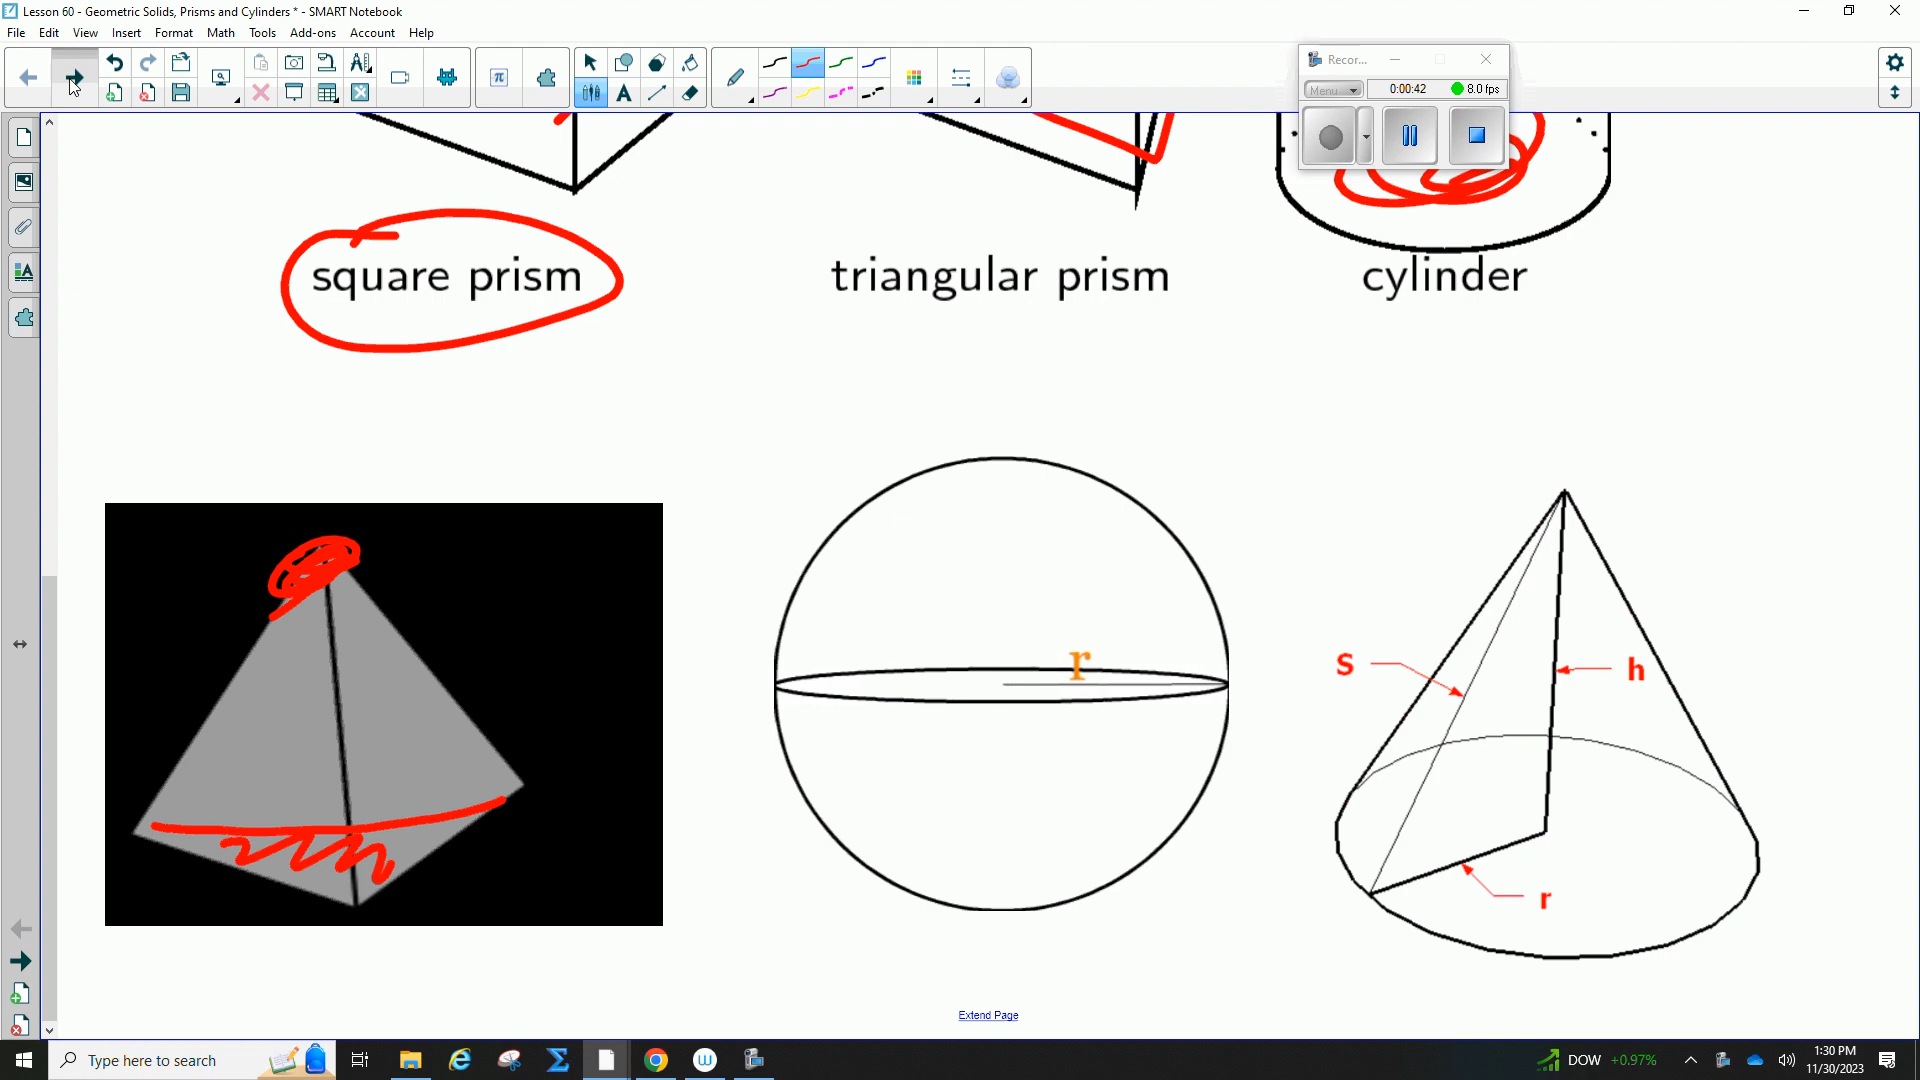 Lesson 60 - Geometric Solids, Prisms and Cylinders * - SMART Notebook
File Edit View Insert Format Math Tools Add-ons Account Help
Recor...
Menu 0:00:42 8.0 fps
square prism triangular prism cylinder
r
S h
r
Extend Page
Type here to search
DOW +0.97%
1:30 PM
11/30/2023